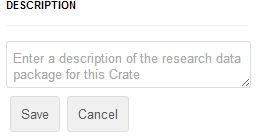 DESCRIPTION
Enter a description of the research data
package for this Crate
Save Cancel